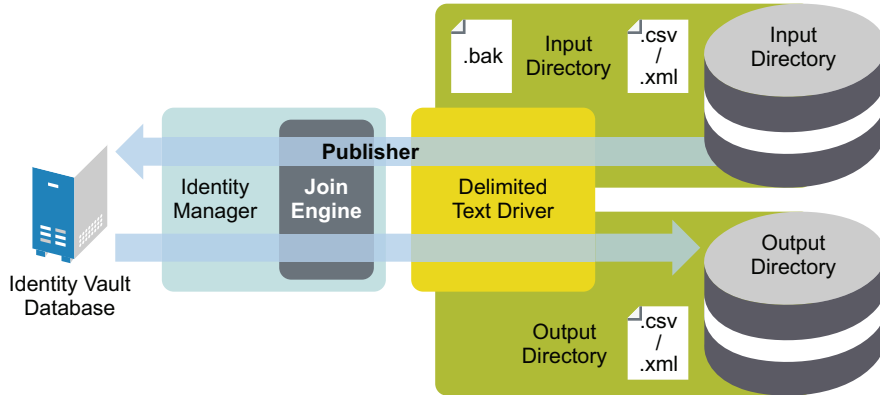 .bak
Input
Directory
.csv
/
.xml
Input
Directory
Publisher
Identity
Manager
Join
Engine
Delimited
Text Driver
Identity Vault
Database
Output
Directory
Output
Directory
.csv
/
.xml